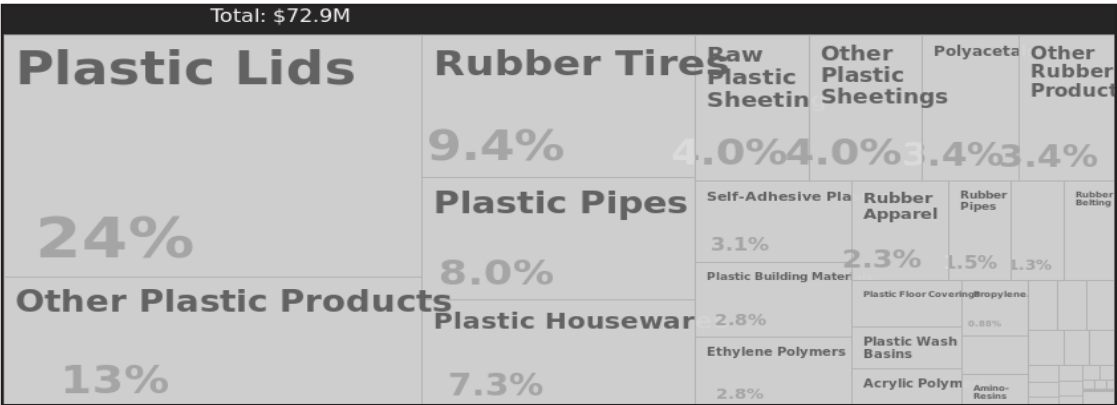 Total: $72.9M
Plastic Lids
24%
Other Plastic Products
13%
Rubber Tires
9.4%
Plastic Pipes
8.0%
Plastic Housewar
7.3%
Raw
Plastic
Sheetin
4.0%
Other
Plastic
Sheetings
4.0%
Polyaceta
3.4%
Other
Rubber
Product
3.4%
Self-Adhesive Pla
3.1%
Plastic Building Mater
2.8%
Ethylene Polymers
2.8%
Rubber
Apparel
2.3%
Rubber
Pipes
1.5%
1.3%
Rubber
Belting
Plastic Floor Coverings
Propylene
0.88%
Plastic Wash
Basins
Acrylic Polym
Amino-
Resins